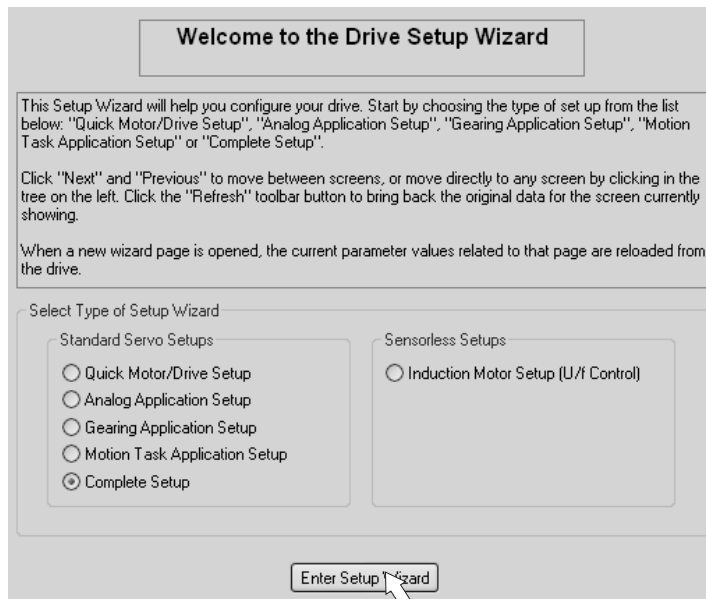 Welcome to the Drive Setup Wizard
This Setup Wizard will help you configure your drive. Start by choosing the type of set up from the list
below: "Quick Motor/Drive Setup", "Analog Application Setup", "Gearing Application Setup", "Motion
Task Application Setup" or "Complete Setup".
Click "Next" and "Previous" to move between screens, or move directly to any screen by clicking in the
tree on the left. Click the "Refresh" toolbar button to bring back the original data for the screen currently
showing.
When a new wizard page is opened, the current parameter values related to that page are reloaded from
the drive.
Select Type of Setup Wizard
Standard Servo Setups
Quick Motor/Drive Setup
Analog Application Setup
Gearing Application Setup
Motion Task Application Setup
Complete Setup
Sensorless Setups
Induction Motor Setup (U/f Control)
Enter Setup Wizard